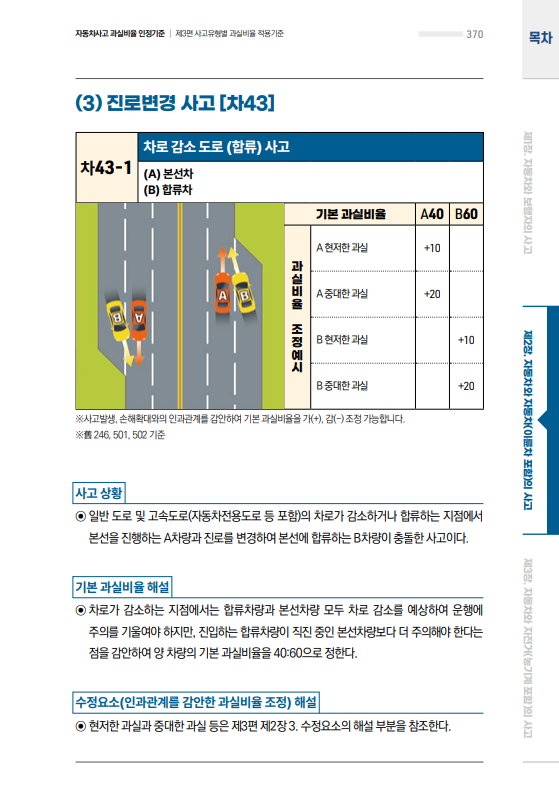 자동차사고 과실비율 인정기준 | 제3편 사고유형별 과실비율 적용기준
370
목차
(3) 진로변경 사고 [차43]
차43-1
차로 감소 도로 (합류) 사고
(A) 본선차
(B) 합류차
기본 과실비율 A40 B60
과실비율 조정예시
A 현저한 과실 +10
A 중대한 과실 +20
B 현저한 과실 +10
B 중대한 과실 +20
B A
A B
※사고발생, 손해확대와의 인과관계를 감안하여 기본 과실비율을 가(+), 감(-) 조정 가능합니다.
※舊 246, 501, 502 기준
사고 상황
◉ 일반 도로 및 고속도로(자동차전용도로 등 포함)의 차로가 감소하거나 합류하는 지점에서
본선을 진행하는 A차량과 진로를 변경하여 본선에 합류하는 B차량이 충돌한 사고이다.
기본 과실비율 해설
◉ 차로가 감소하는 지점에서는 합류차량과 본선차량 모두 차로 감소를 예상하여 운행에
주의를 기울여야 하지만, 진입하는 합류차량이 직진 중인 본선차량보다 더 주의해야 한다는
점을 감안하여 양 차량의 기본 과실비율을 40:60으로 정한다.
수정요소(인과관계를 감안한 과실비율 조정) 해설
◉ 현저한 과실과 중대한 과실 등은 제3편 제2장 3. 수정요소의 해설 부분을 참조한다.
제1장. 자동차와 보행자의 사고
제2장. 자동차와 자동차(이륜차 포함)의 사고
제3장. 자동차와 자전거(농기계 포함)의 사고